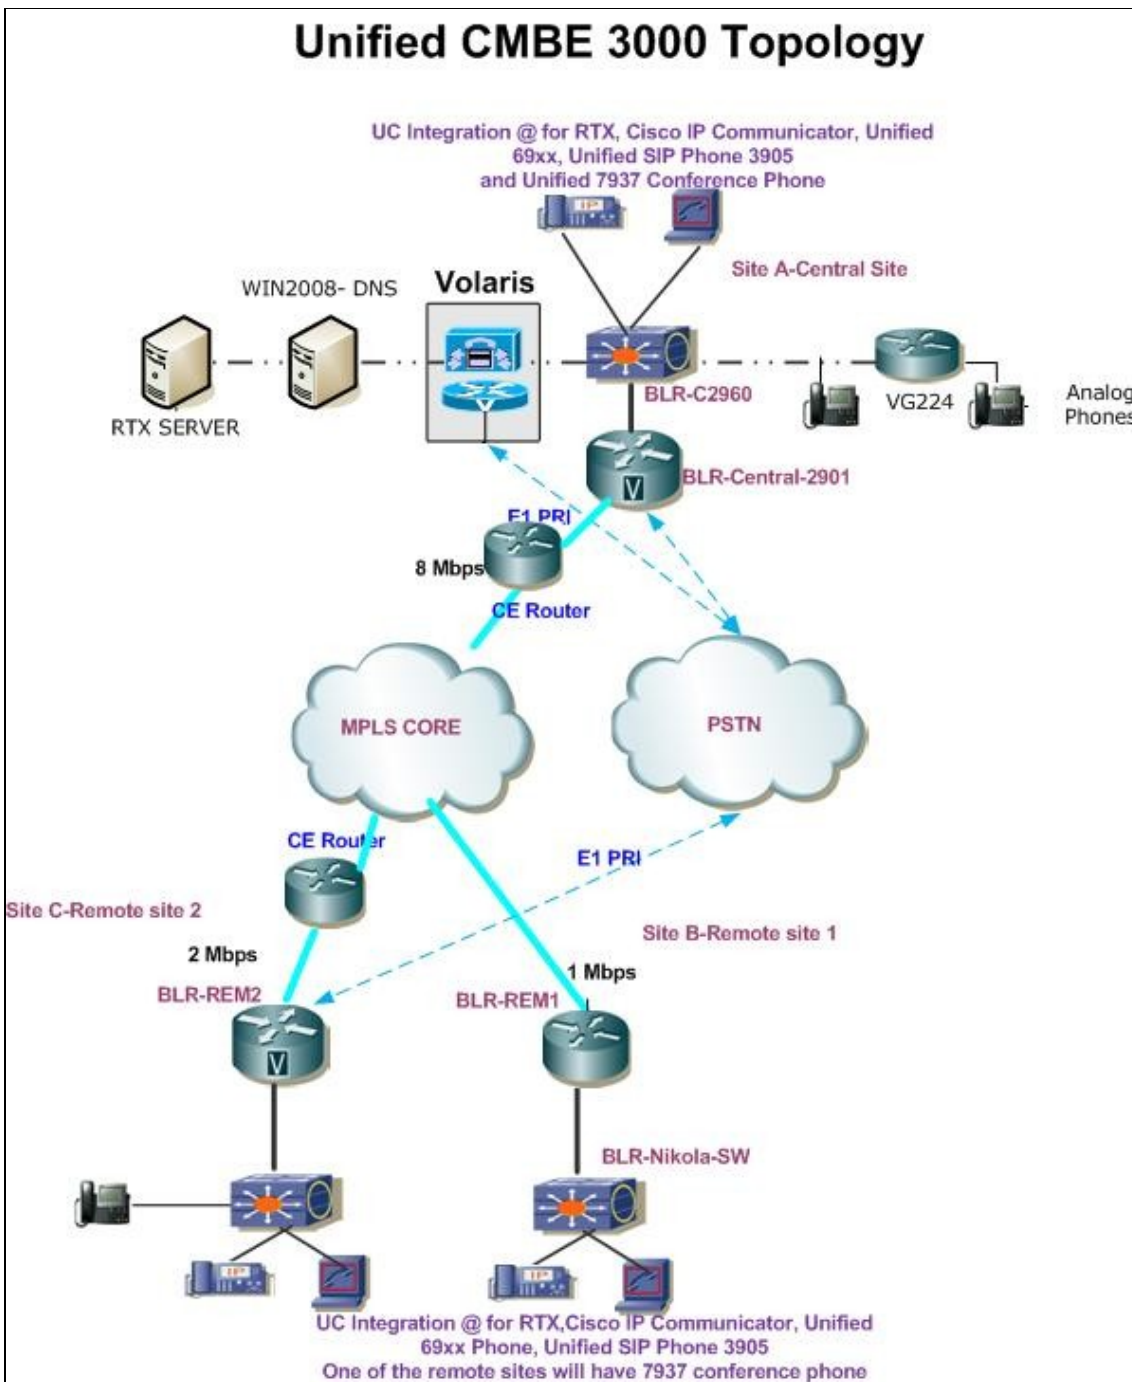 Unified CMBE 3000 Topology
UC Integration @ for RTX, Cisco IP Communicator, Unified
69xx, Unified SIP Phone 3905
and Unified 7937 Conference Phone
IP
Site A-Central Site
WIN2008- DNS
Volaris
RTX SERVER
V
BLR-C2960
VG224
Analog
Phones
BLR-Central-2901
V
E1 PRI
8 Mbps
CE Router
MPLS CORE
PSTN
CE Router
E1 PRI
Site C-Remote site 2
Site B-Remote site 1
2 Mbps
1 Mbps
BLR-REM2
BLR-REM1
V
BLR-Nikola-SW
IP
IP
UC Integration @ for RTX,Cisco IP Communicator, Unified
69xx Phone, Unified SIP Phone 3905
One of the remote sites will have 7937 conference phone